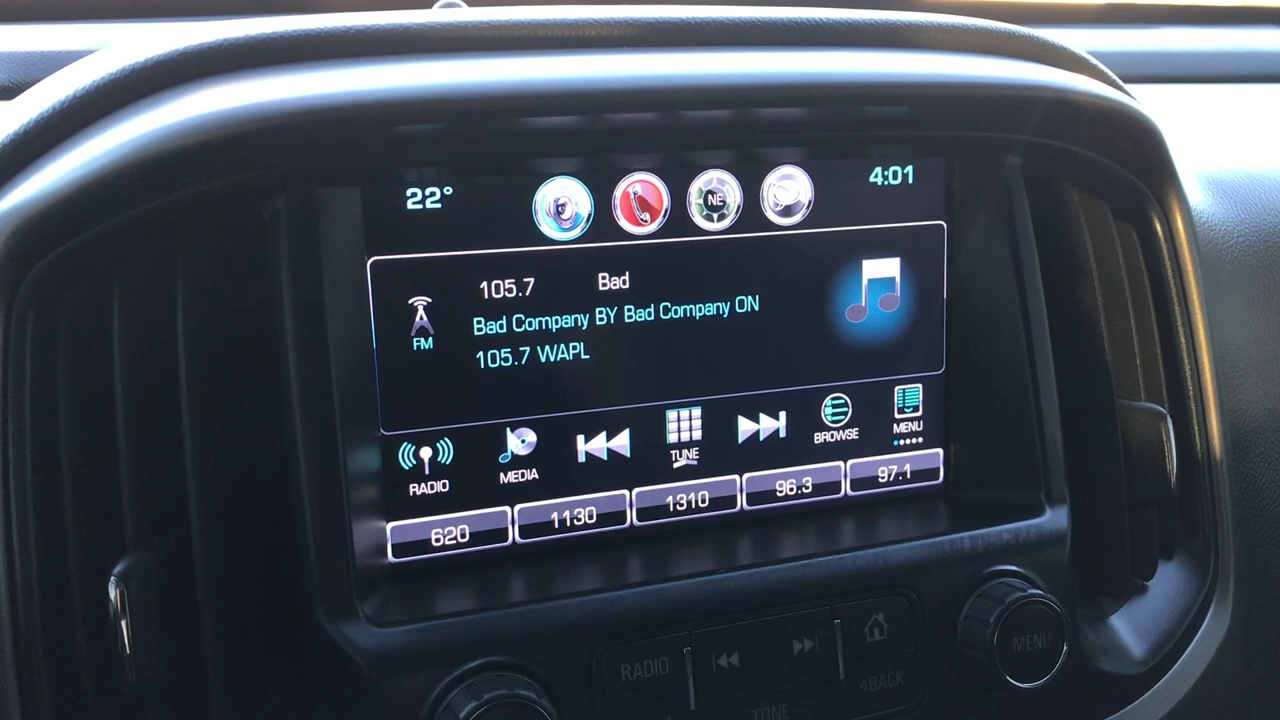 22°
NE
4:01
105.7 Bad
Bad Company BY Bad Company ON
105.7 WAPL
FM
RADIO
MEDIA
TUNE
BROWSE
MENU
620
1130
1310
96.3
97.1
RADIO
MENU
BACK
TONE